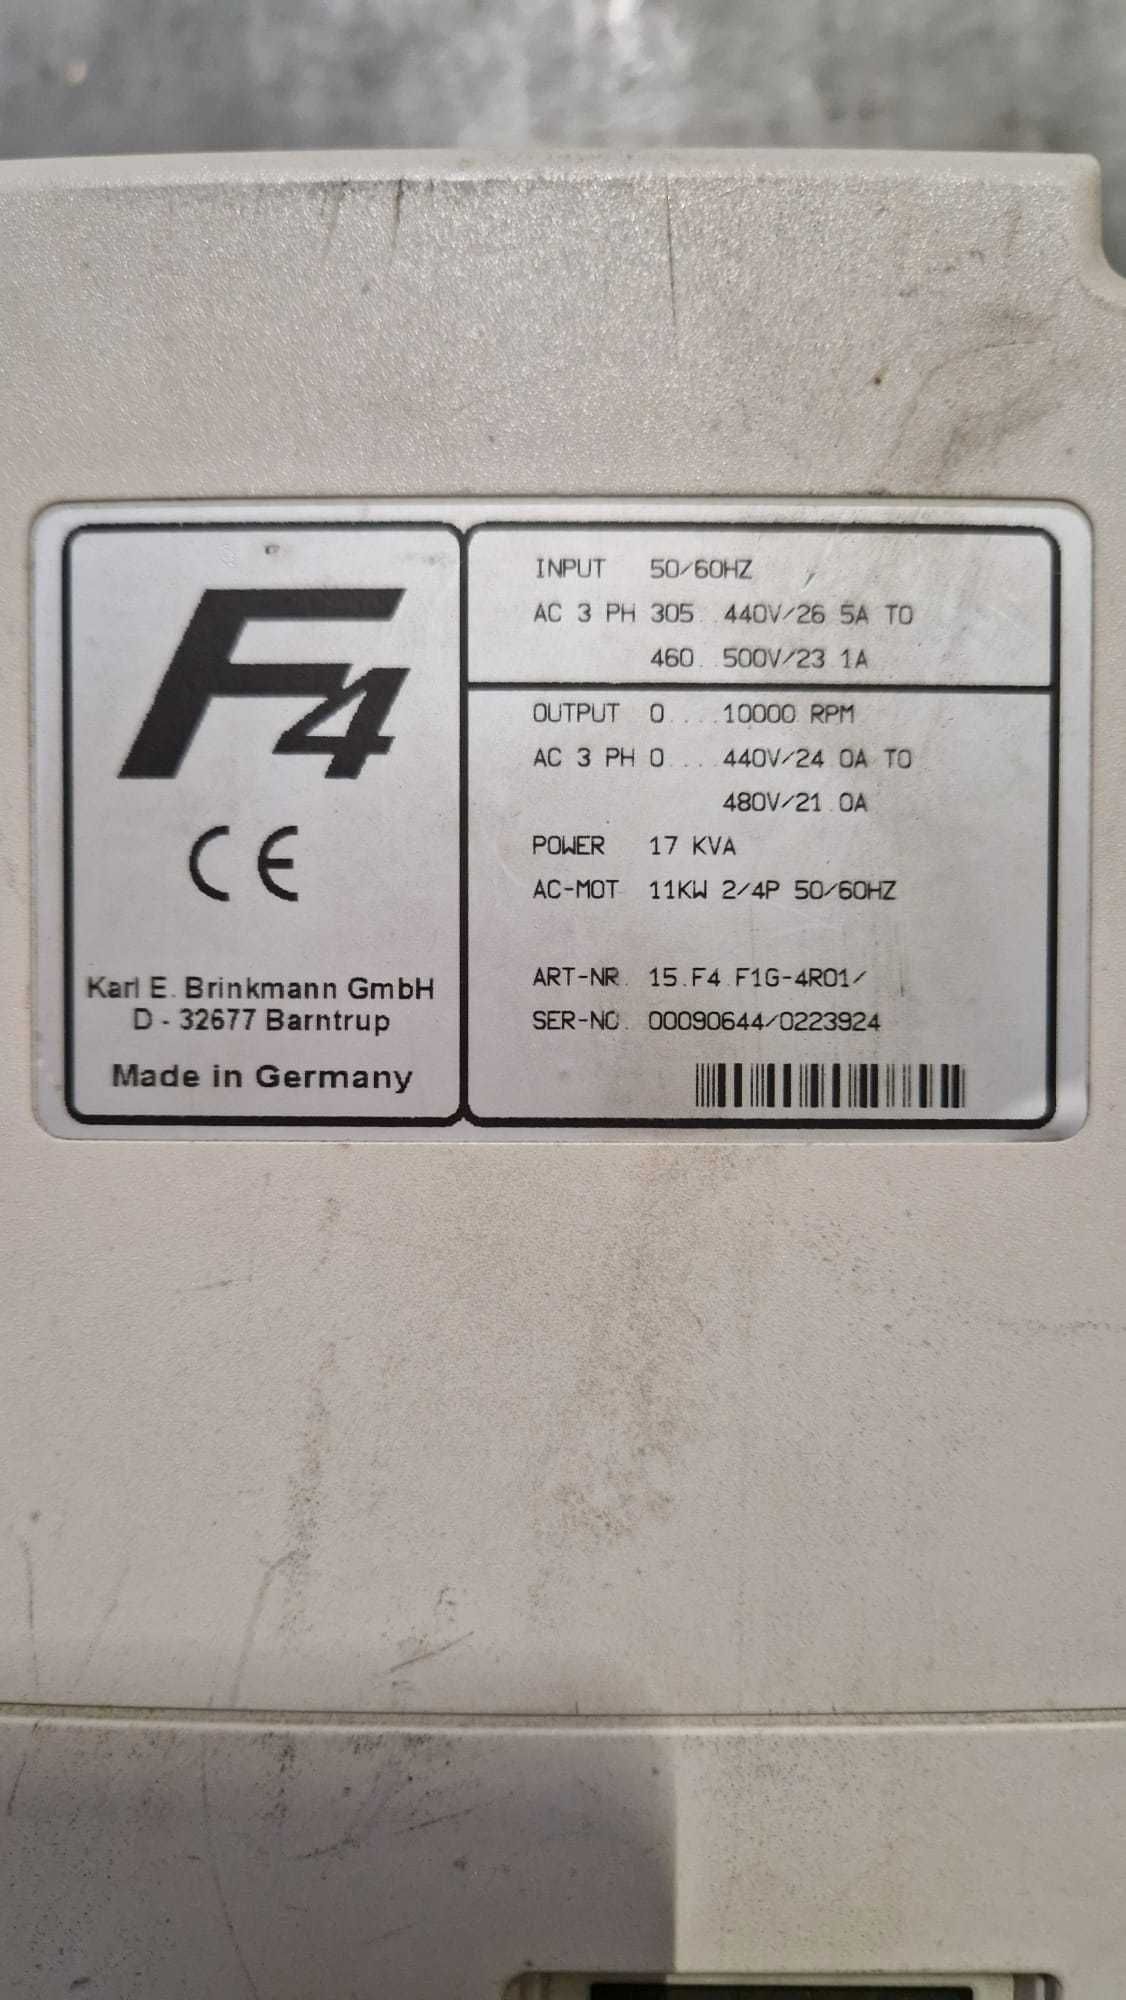 F4
CE
Karl E. Brinkmann GmbH
D - 32677 Barntrup
Made in Germany
INPUT 50/60HZ
AC 3 PH 305..440V/26.5A TO
460..500V/23.1A
OUTPUT 0....10000 RPM
AC 3 PH 0....440V/24.0A TO
480V/21.0A
POWER 17 KVA
AC-MOT. 11KW 2/4P 50/60HZ
ART-NR. 15.F4.F1G-4R01/
SER-NO. 00090644/0223924